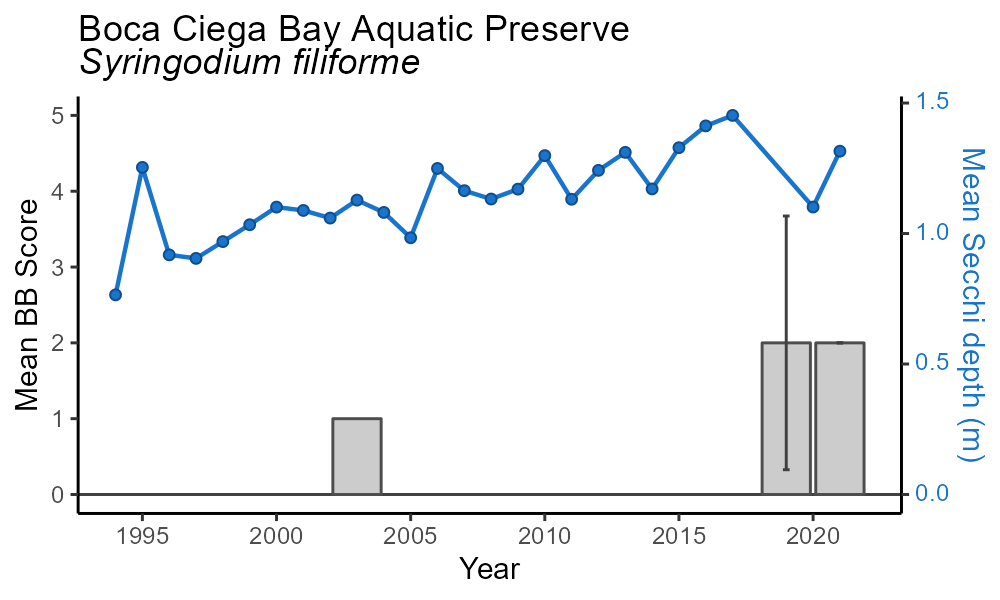 Boca Ciega Bay Aquatic Preserve
Syringodium filiforme
Mean BB Score
5
4
3
2
1
0
1.5
1.0
0.5
0.0
Mean Secchi depth (m)
1995 2000 2005 2010 2015 2020
Year